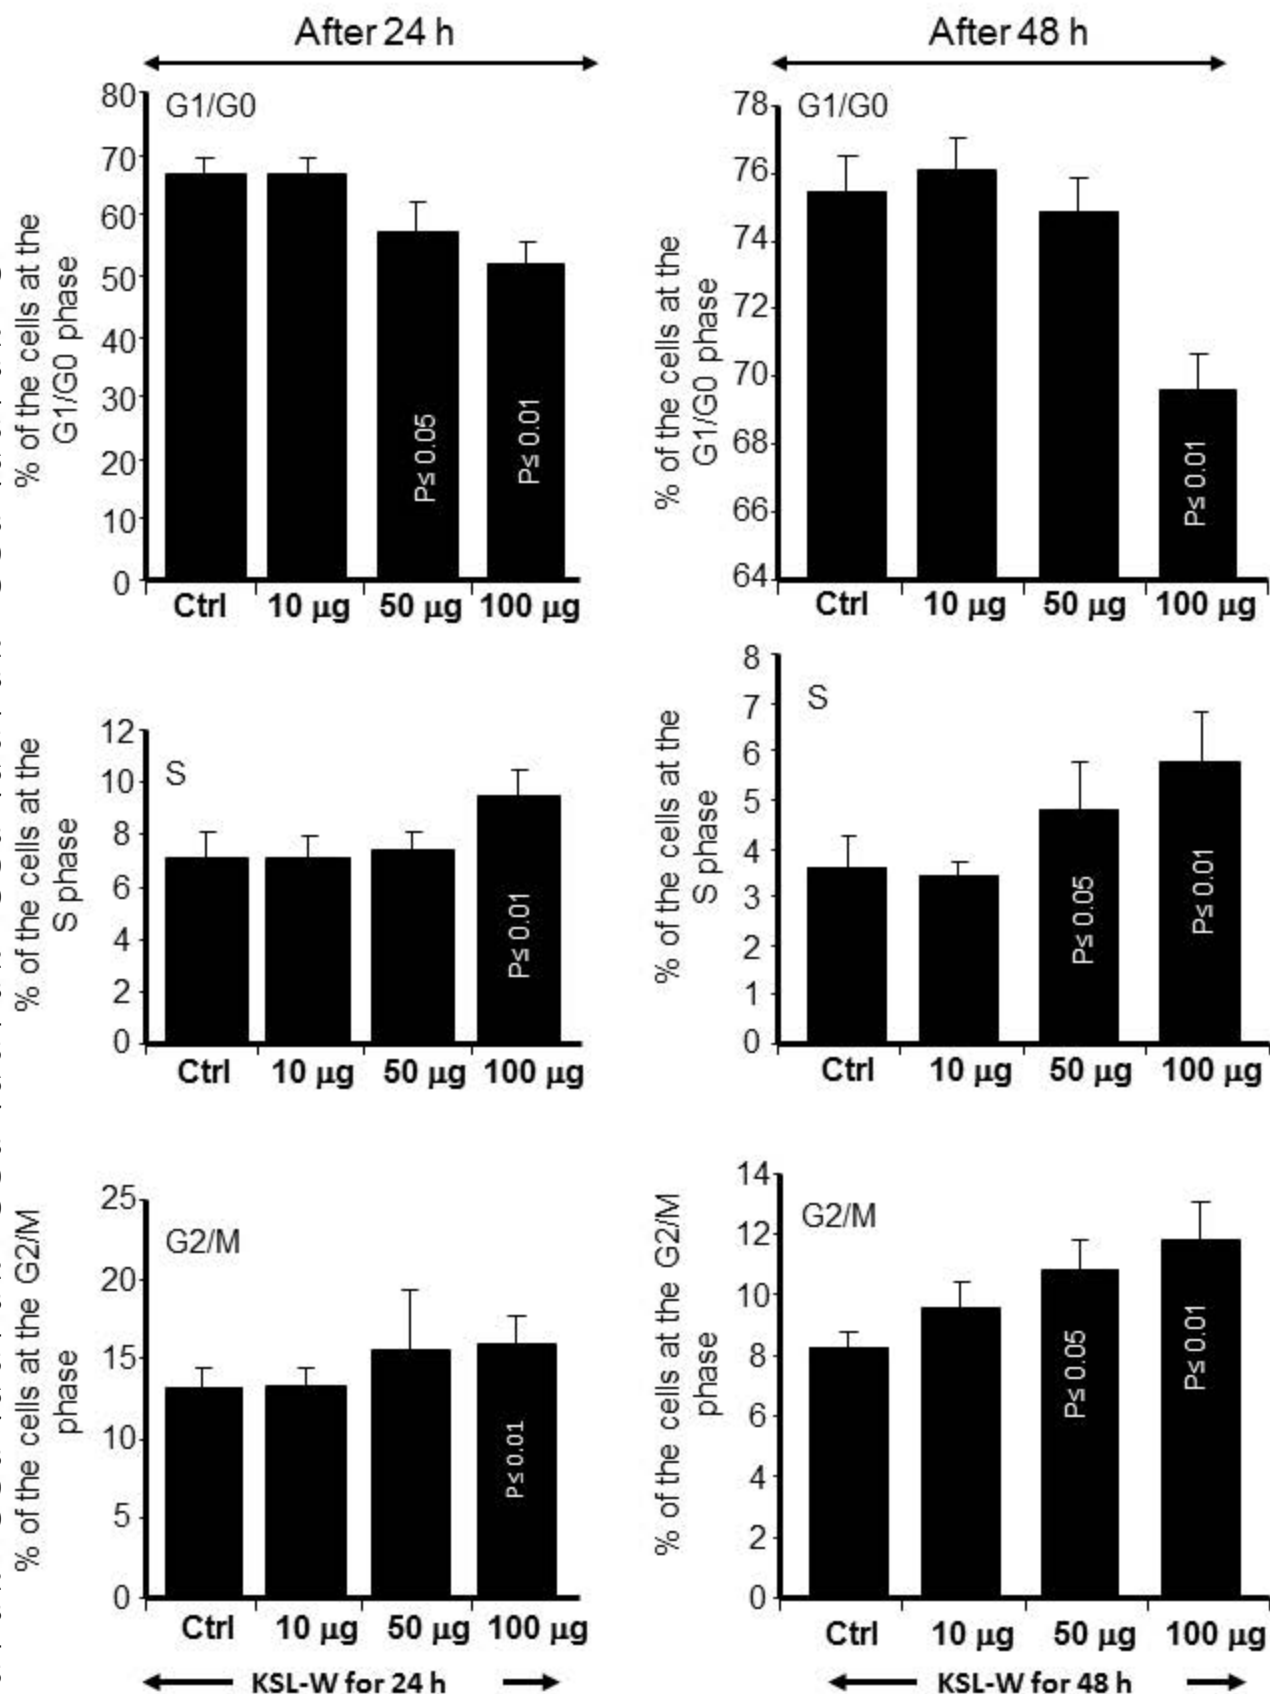 After 24 h
After 48 h
% of the cells at the
G1/G0 phase
G1/G0
80
70
60
50
40
30
20
10
0
P≤ 0.05
P≤ 0.01
Ctrl 10 µg 50 µg 100 µg
% of the cells at the
G1/G0 phase
G1/G0
78
76
74
72
70
68
66
64
P≤ 0.01
Ctrl 10 µg 50 µg 100 µg
% of the cells at the
S phase
S
12
10
8
6
4
2
0
P≤ 0.01
Ctrl 10 µg 50 µg 100 µg
% of the cells at the
S phase
S
8
7
6
5
4
3
2
1
0
P≤ 0.05
P≤ 0.01
Ctrl 10 µg 50 µg 100 µg
% of the cells at the G2/M
phase
G2/M
25
20
15
10
5
0
P≤ 0.01
Ctrl 10 µg 50 µg 100 µg
KSL-W for 24 h
% of the cells at the G2/M
phase
G2/M
14
12
10
8
6
4
2
0
P≤ 0.05
P≤ 0.01
Ctrl 10 µg 50 µg 100 µg
KSL-W for 48 h